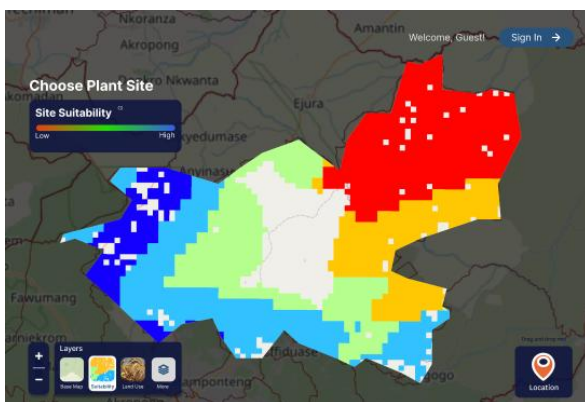 Nkoranza
Amantin
Akropong
Welcome, Guest!
Sign In →
Choose Plant Site
Nkwanta
Site Suitability
Ejura
Low
High
Fawumang
Layers
Base Map
Suitability
Land Use
More
Location
+
−